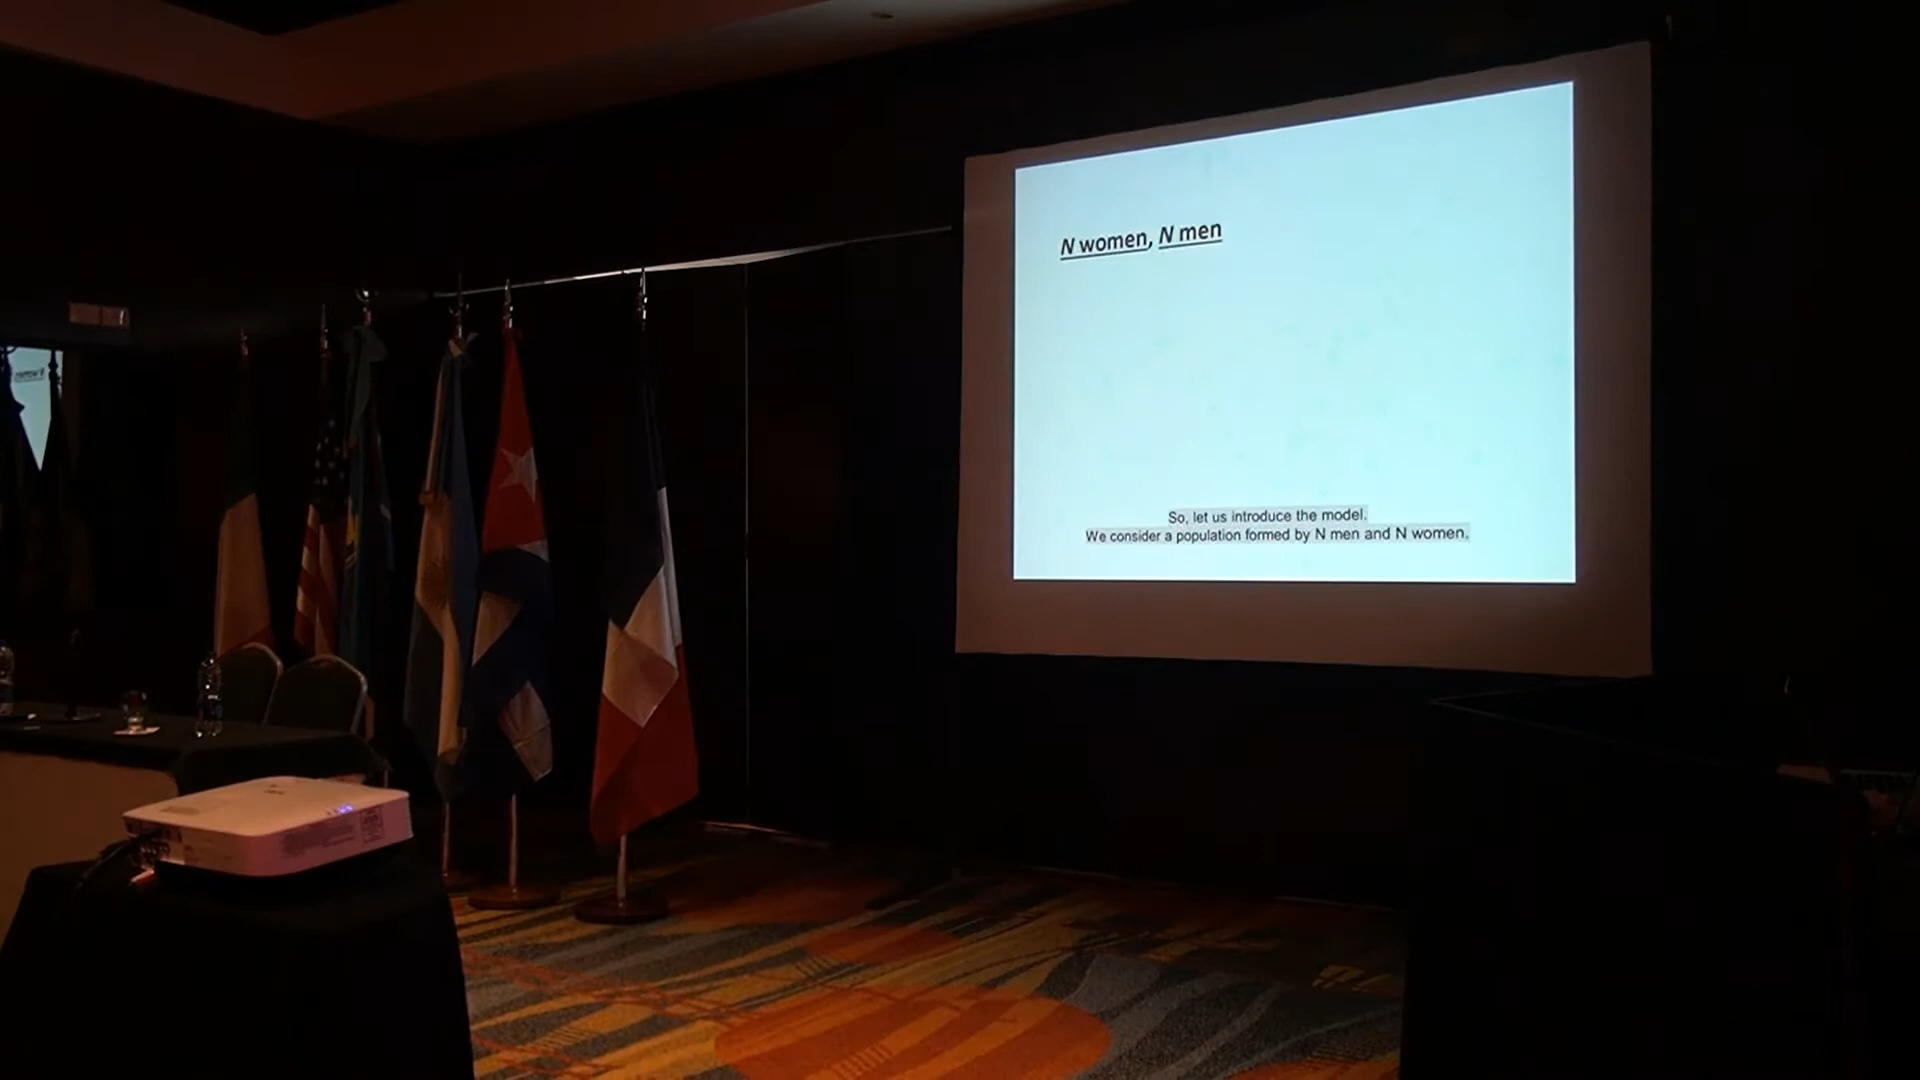 N women, N men
So, let us introduce the model.
We consider a population formed by N men and N women.